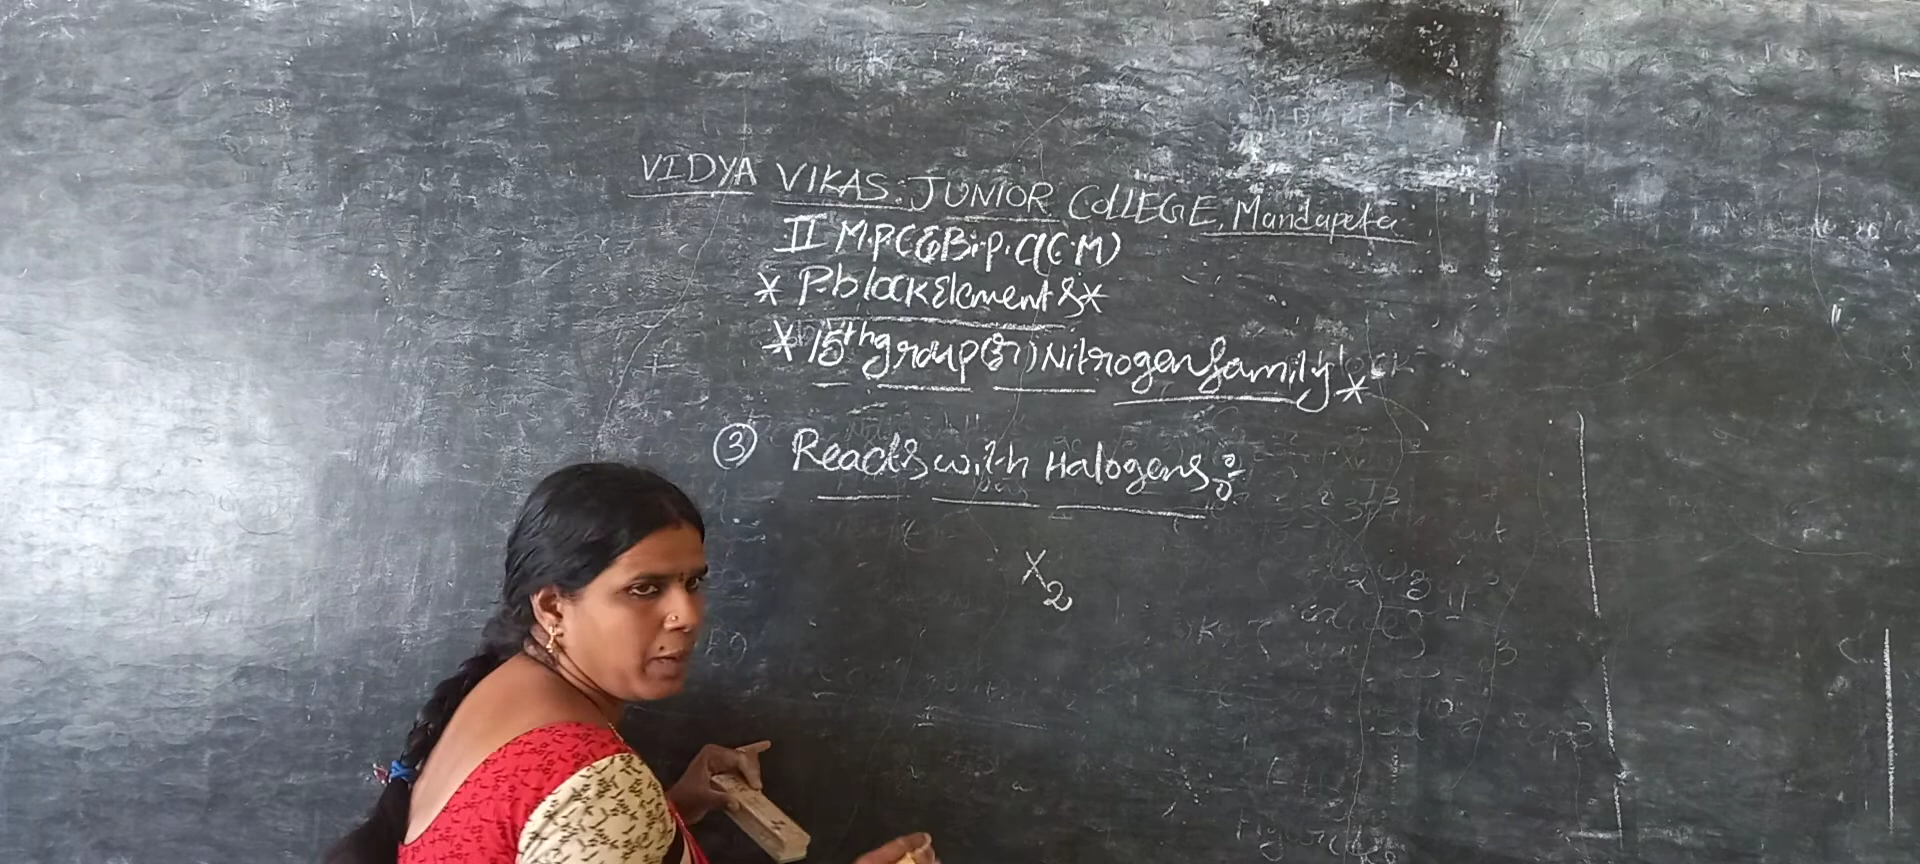 VIDYA VIKAS JUNIOR COLLEGE, Mandapeta
II M.P.C & Bi.P.C (C.M)
* P-block Elements *
* 15th group (or) Nitrogen family *
③ Reacts with Halogens:
X2